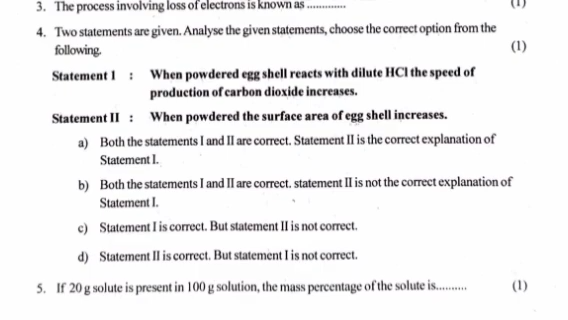 3. The process involving loss of electrons is known as ............. (1)
4. Two statements are given. Analyse the given statements, choose the correct option from the
following. (1)
Statement 1 : When powdered egg shell reacts with dilute HCl the speed of
production of carbon dioxide increases.
Statement II : When powdered the surface area of egg shell increases.
a) Both the statements I and II are correct. Statement II is the correct explanation of
Statement I.
b) Both the statements I and II are correct. statement II is not the correct explanation of
Statement I.
c) Statement I is correct. But statement II is not correct.
d) Statement II is correct. But statement I is not correct.
5. If 20 g solute is present in 100 g solution, the mass percentage of the solute is.......... (1)